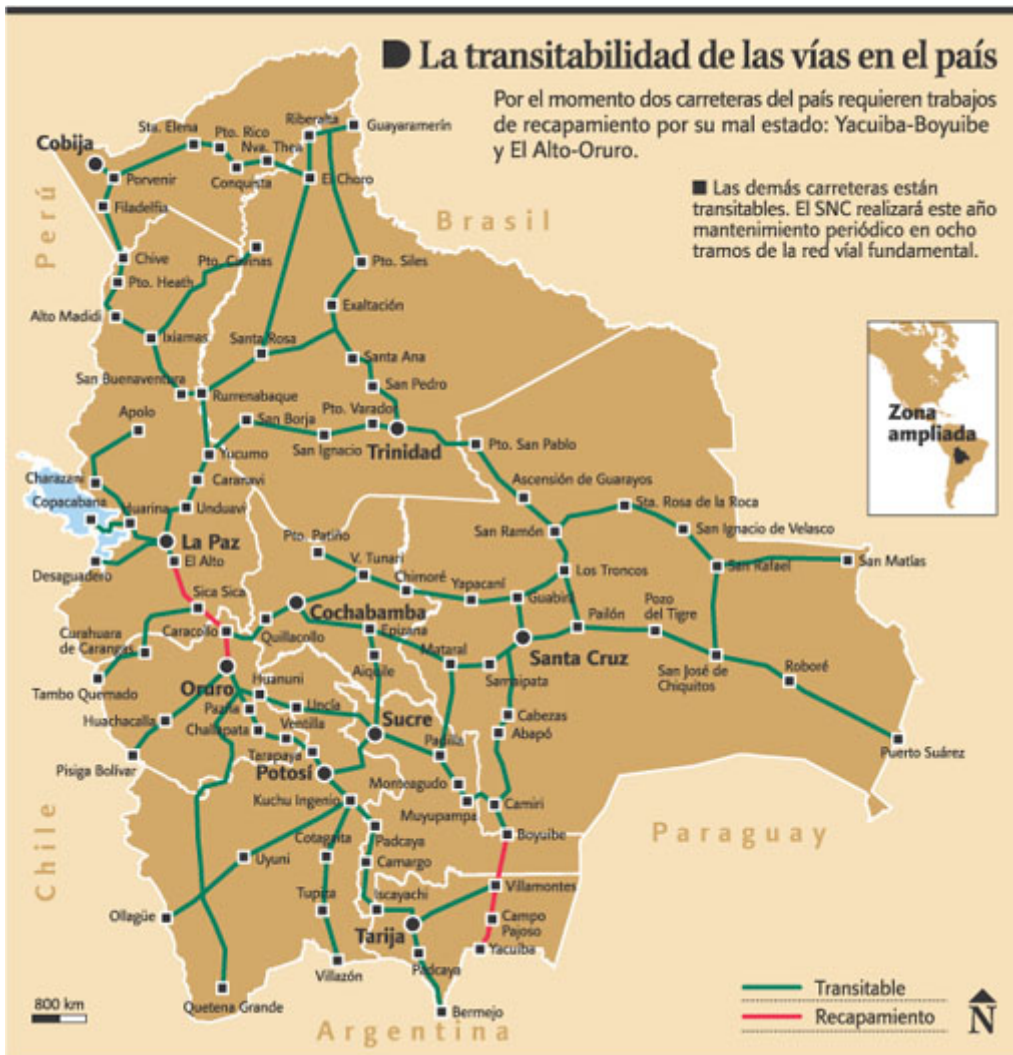 La transitabilidad de las vías en el país
Por el momento dos carreteras del país requieren trabajos
de recapamiento por su mal estado: Yacuiba-Boyuibe
y El Alto-Oruro.
■ Las demás carreteras están
transitables. El SNC realizará este año
mantenimiento periódico en ocho
tramos de la red víal fundamental.
Zona
ampliada
Perú
Brasil
Chile
Paraguay
Argentina
Cobija
Sta. Elena
Pto. Rico
Nva. Thea
Riberalta
Guayaramerín
Porvenir
Conquista
El Choro
Filadelfia
Chive
Pto. Heath
Alto Madidi
Ixiamas
Pto. Siles
Exaltación
Santa Rosa
Santa Ana
San Pedro
San Buenaventura
Rurrenabaque
Apolo
San Borja
Pto. Varador
San Ignacio
Trinidad
Pto. San Pablo
Yucumo
Caranavi
Unduavi
Charazani
Copacabana
Huarina
La Paz
El Alto
Desaguadero
Ascensión de Guarayos
Sta. Rosa de la Roca
San Ramón
San Ignacio de Velasco
San Rafael
San Matías
Los Troncos
Pto. Patiño
V. Tunari
Chimoré
Yapacaní
Guabirá
Sica Sica
Caracollo
Quillacollo
Cochabamba
Epizana
Pailón
Pozo
del Tigre
Curahuara
de Carangas
Tambo Quemado
Aiquile
Mataral
Samaipata
Santa Cruz
San José de
Chiquitos
Roboré
Puerto Suárez
Oruro
Huanuni
Pazña
Uncía
Huachacalla
Challapata
Ventilla
Tarapaya
Sucre
Padilla
Cabezas
Abapó
Pisiga Bolívar
Potosí
Monteagudo
Muyupampa
Camiri
Boyuibe
Kuchu Ingenio
Cotagaita
Padcaya
Camargo
Uyuni
Tupiza
Iscayachi
Villamontes
Campo
Pajoso
Yacuiba
Ollagüe
Tarija
Villazón
Padcaya
Bermejo
Quetena Grande
800 km
Transitable
Recapamiento
N